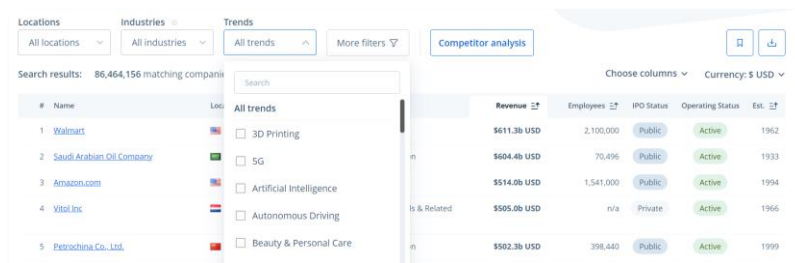 Locations Industries Trends
All locations All industries All trends More filters Competitor analysis
Search results: 86,464,156 matching companie Choose columns Currency: $ USD
Search
# Name Loca Revenue Employees IPO Status Operating Status Est.
All trends
1 Walmart $611.3b USD 2,100,000 Public Active 1962
3D Printing
2 Saudi Arabian Oil Company on $604.4b USD 70,496 Public Active 1933
5G
3 Amazon.com $514.0b USD 1,541,000 Public Active 1994
Artificial Intelligence
4 Vitol Inc ls & Related $505.0b USD n/a Private Active 1966
Autonomous Driving
5 Petrochina Co., Ltd. on $502.3b USD 398,440 Public Active 1999
Beauty & Personal Care